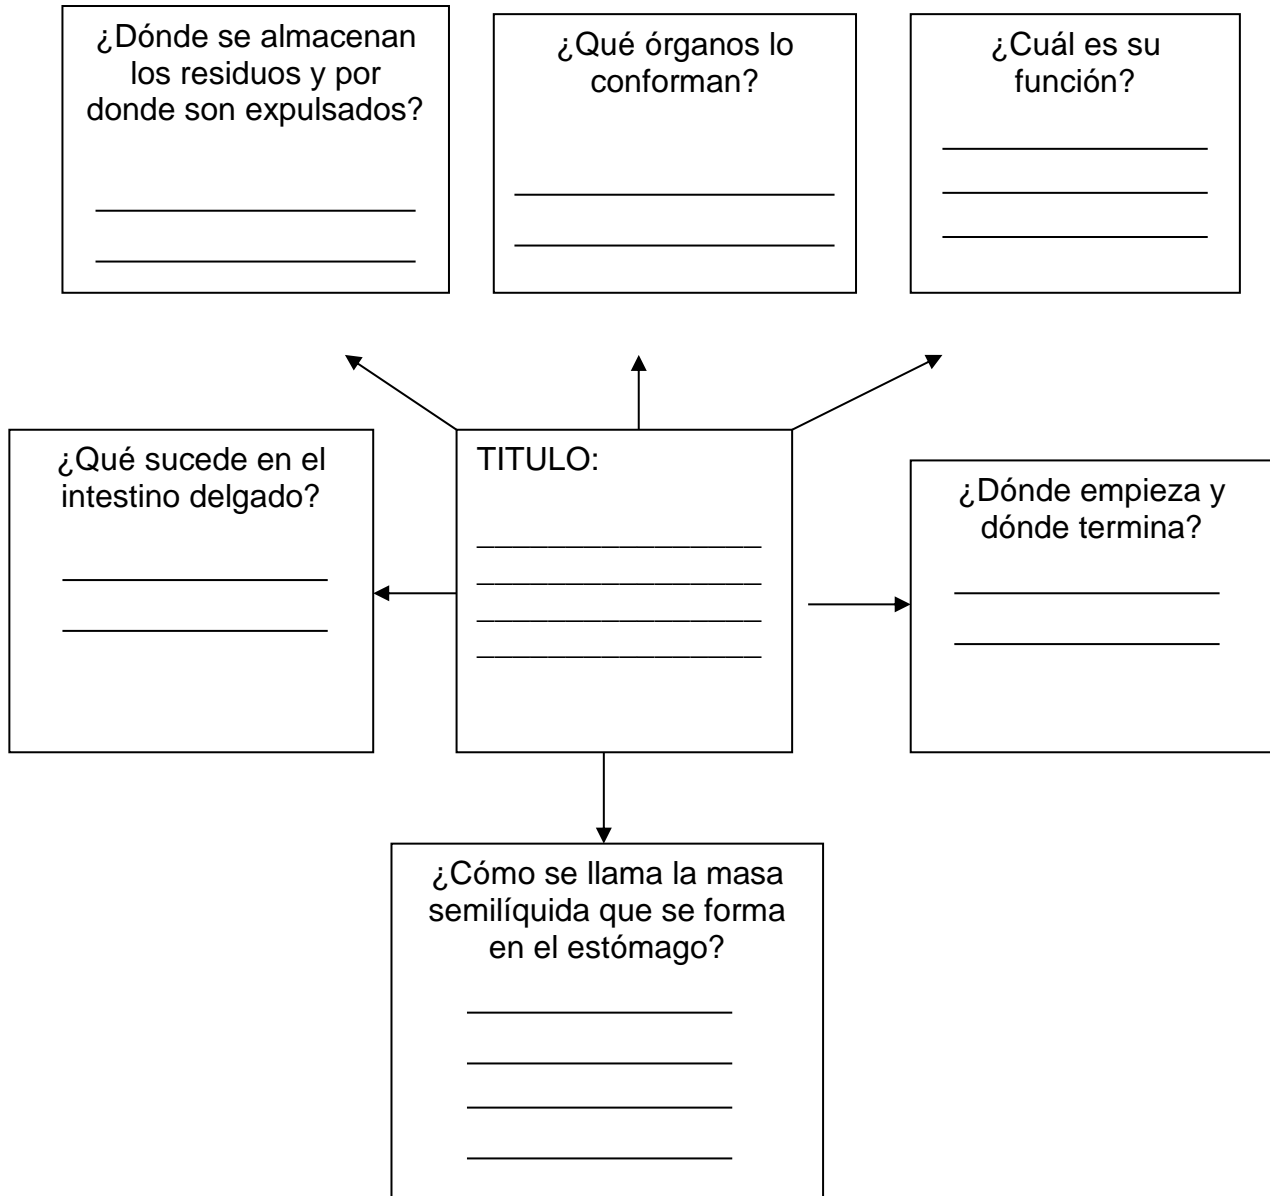 ¿Dónde se almacenan
los residuos y por
donde son expulsados?
¿Qué órganos lo
conforman?
¿Cuál es su
función?
¿Qué sucede en el
intestino delgado?
TITULO:
¿Dónde empieza y
dónde termina?
¿Cómo se llama la masa
semilíquida que se forma
en el estómago?